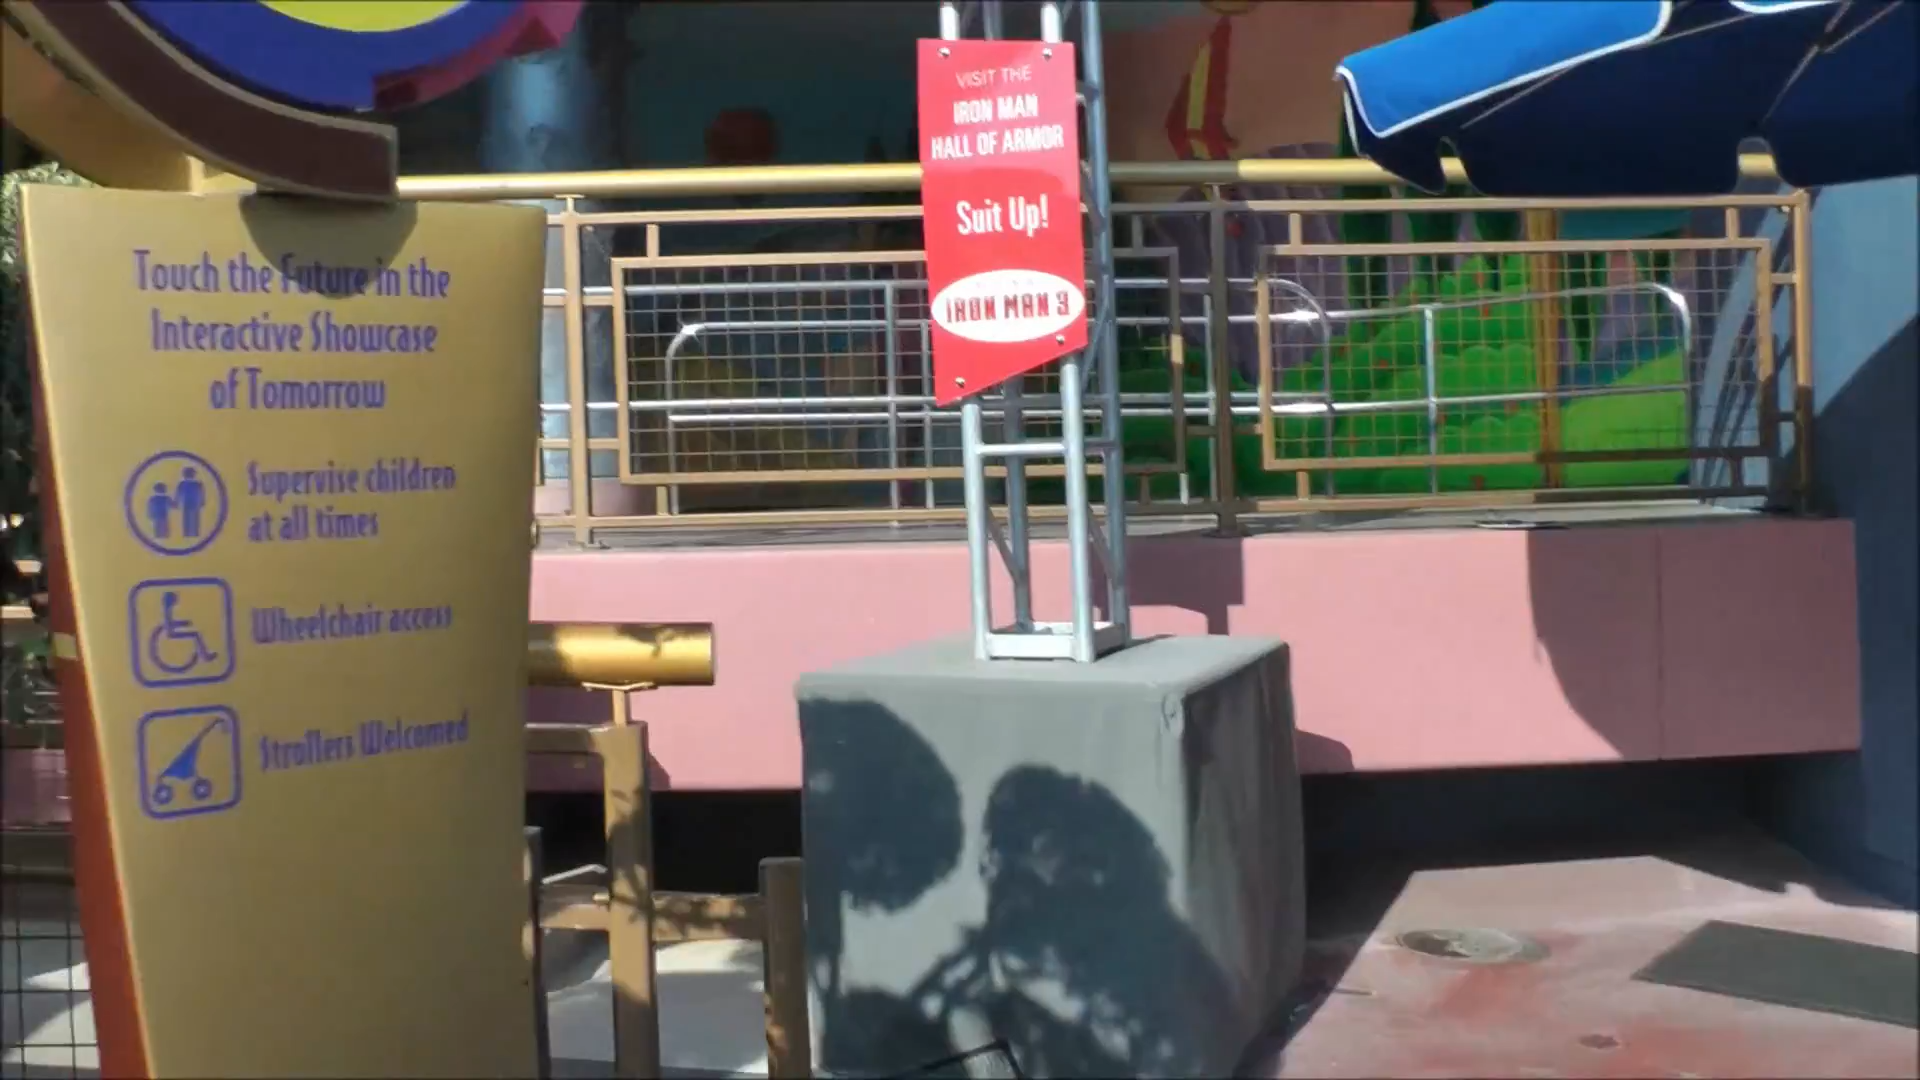 Touch the Future in the
Interactive Showcase
of Tomorrow
Supervise children
at all times
Wheelchair access
Strollers Welcomed
VISIT THE
IRON MAN
HALL OF ARMOR
Suit Up!
IRON MAN 3